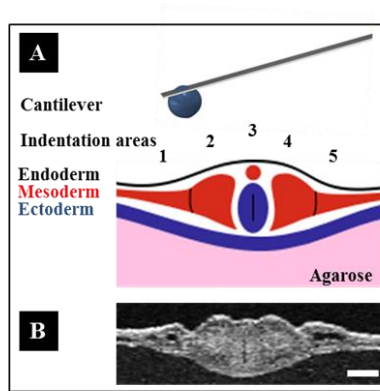 A
Cantilever
Indentation areas
1 2 3 4 5
Endoderm
Mesoderm
Ectoderm
Agarose
B